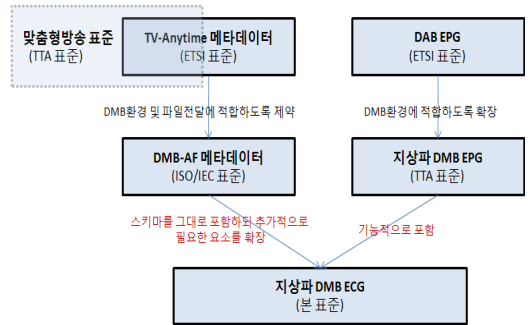 맞춤형방송 표준
(TTA 표준)
TV-Anytime 메타데이터
(ETSI 표준)
DAB EPG
(ETSI 표준)
DMB환경 및 파일전달에 적합하도록 제약
DMB환경에 적합하도록 확장
DMB-AF 메타데이터
(ISO/IEC 표준)
지상파 DMB EPG
(TTA 표준)
스키마를 그대로 포함하되 추가적으로
필요한 요소를 확장
기능적으로 포함
지상파 DMB ECG
(본 표준)